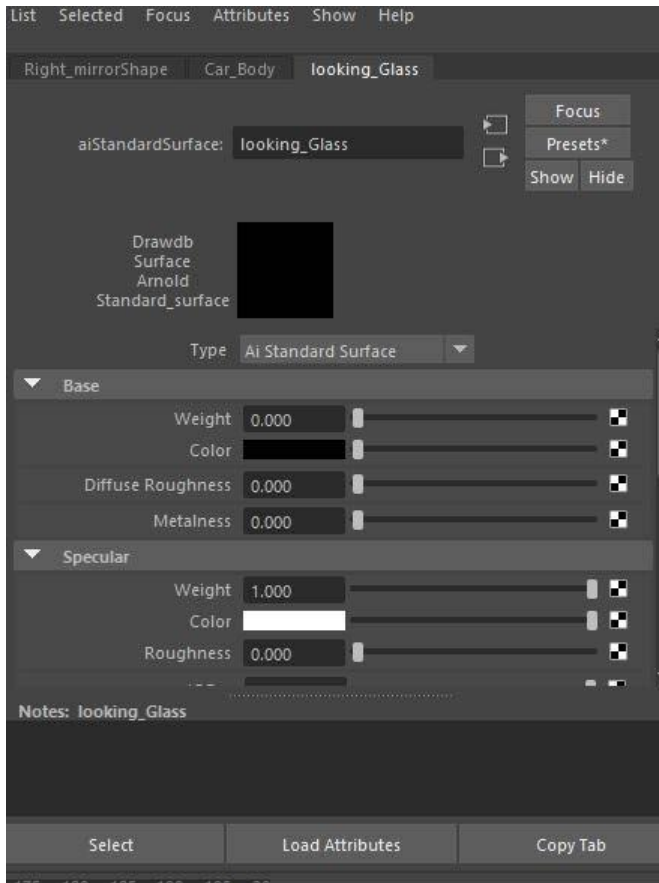 List Selected Focus Attributes Show Help
Right_mirrorShape Car_Body looking_Glass
Focus
aiStandardSurface: looking_Glass
Presets*
Show Hide
Drawdb
Surface
Arnold
Standard_surface
Type Ai Standard Surface
Base
Weight 0.000
Color
Diffuse Roughness 0.000
Metalness 0.000
Specular
Weight 1.000
Color
Roughness 0.000
Notes: looking_Glass
Select Load Attributes Copy Tab